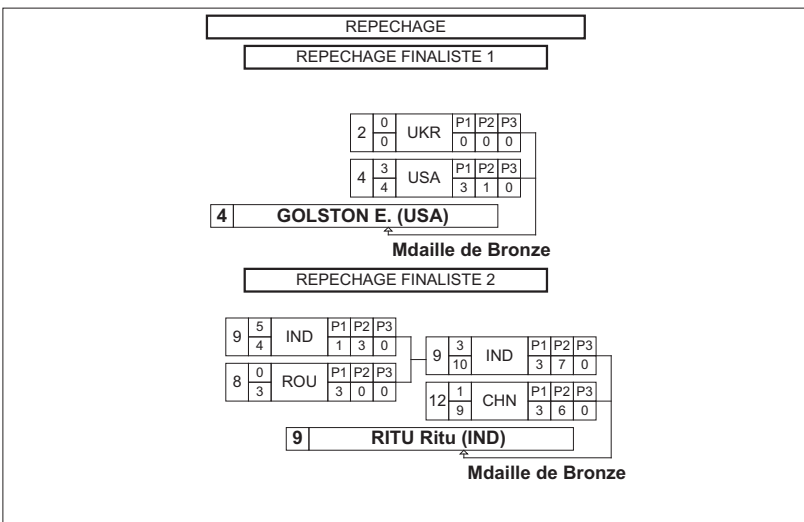 REPECHAGE
REPECHAGE FINALISTE 1
2 0 UKR P1 P2 P3
0 0 0 0
4 3 USA P1 P2 P3
4 3 1 0
4 GOLSTON E. (USA)
Mdaille de Bronze
REPECHAGE FINALISTE 2
9 5 IND P1 P2 P3
4 1 3 0
8 0 ROU P1 P2 P3
3 3 0 0
9 3 IND P1 P2 P3
10 3 7 0
12 1 CHN P1 P2 P3
9 3 6 0
9 RITU Ritu (IND)
Mdaille de Bronze